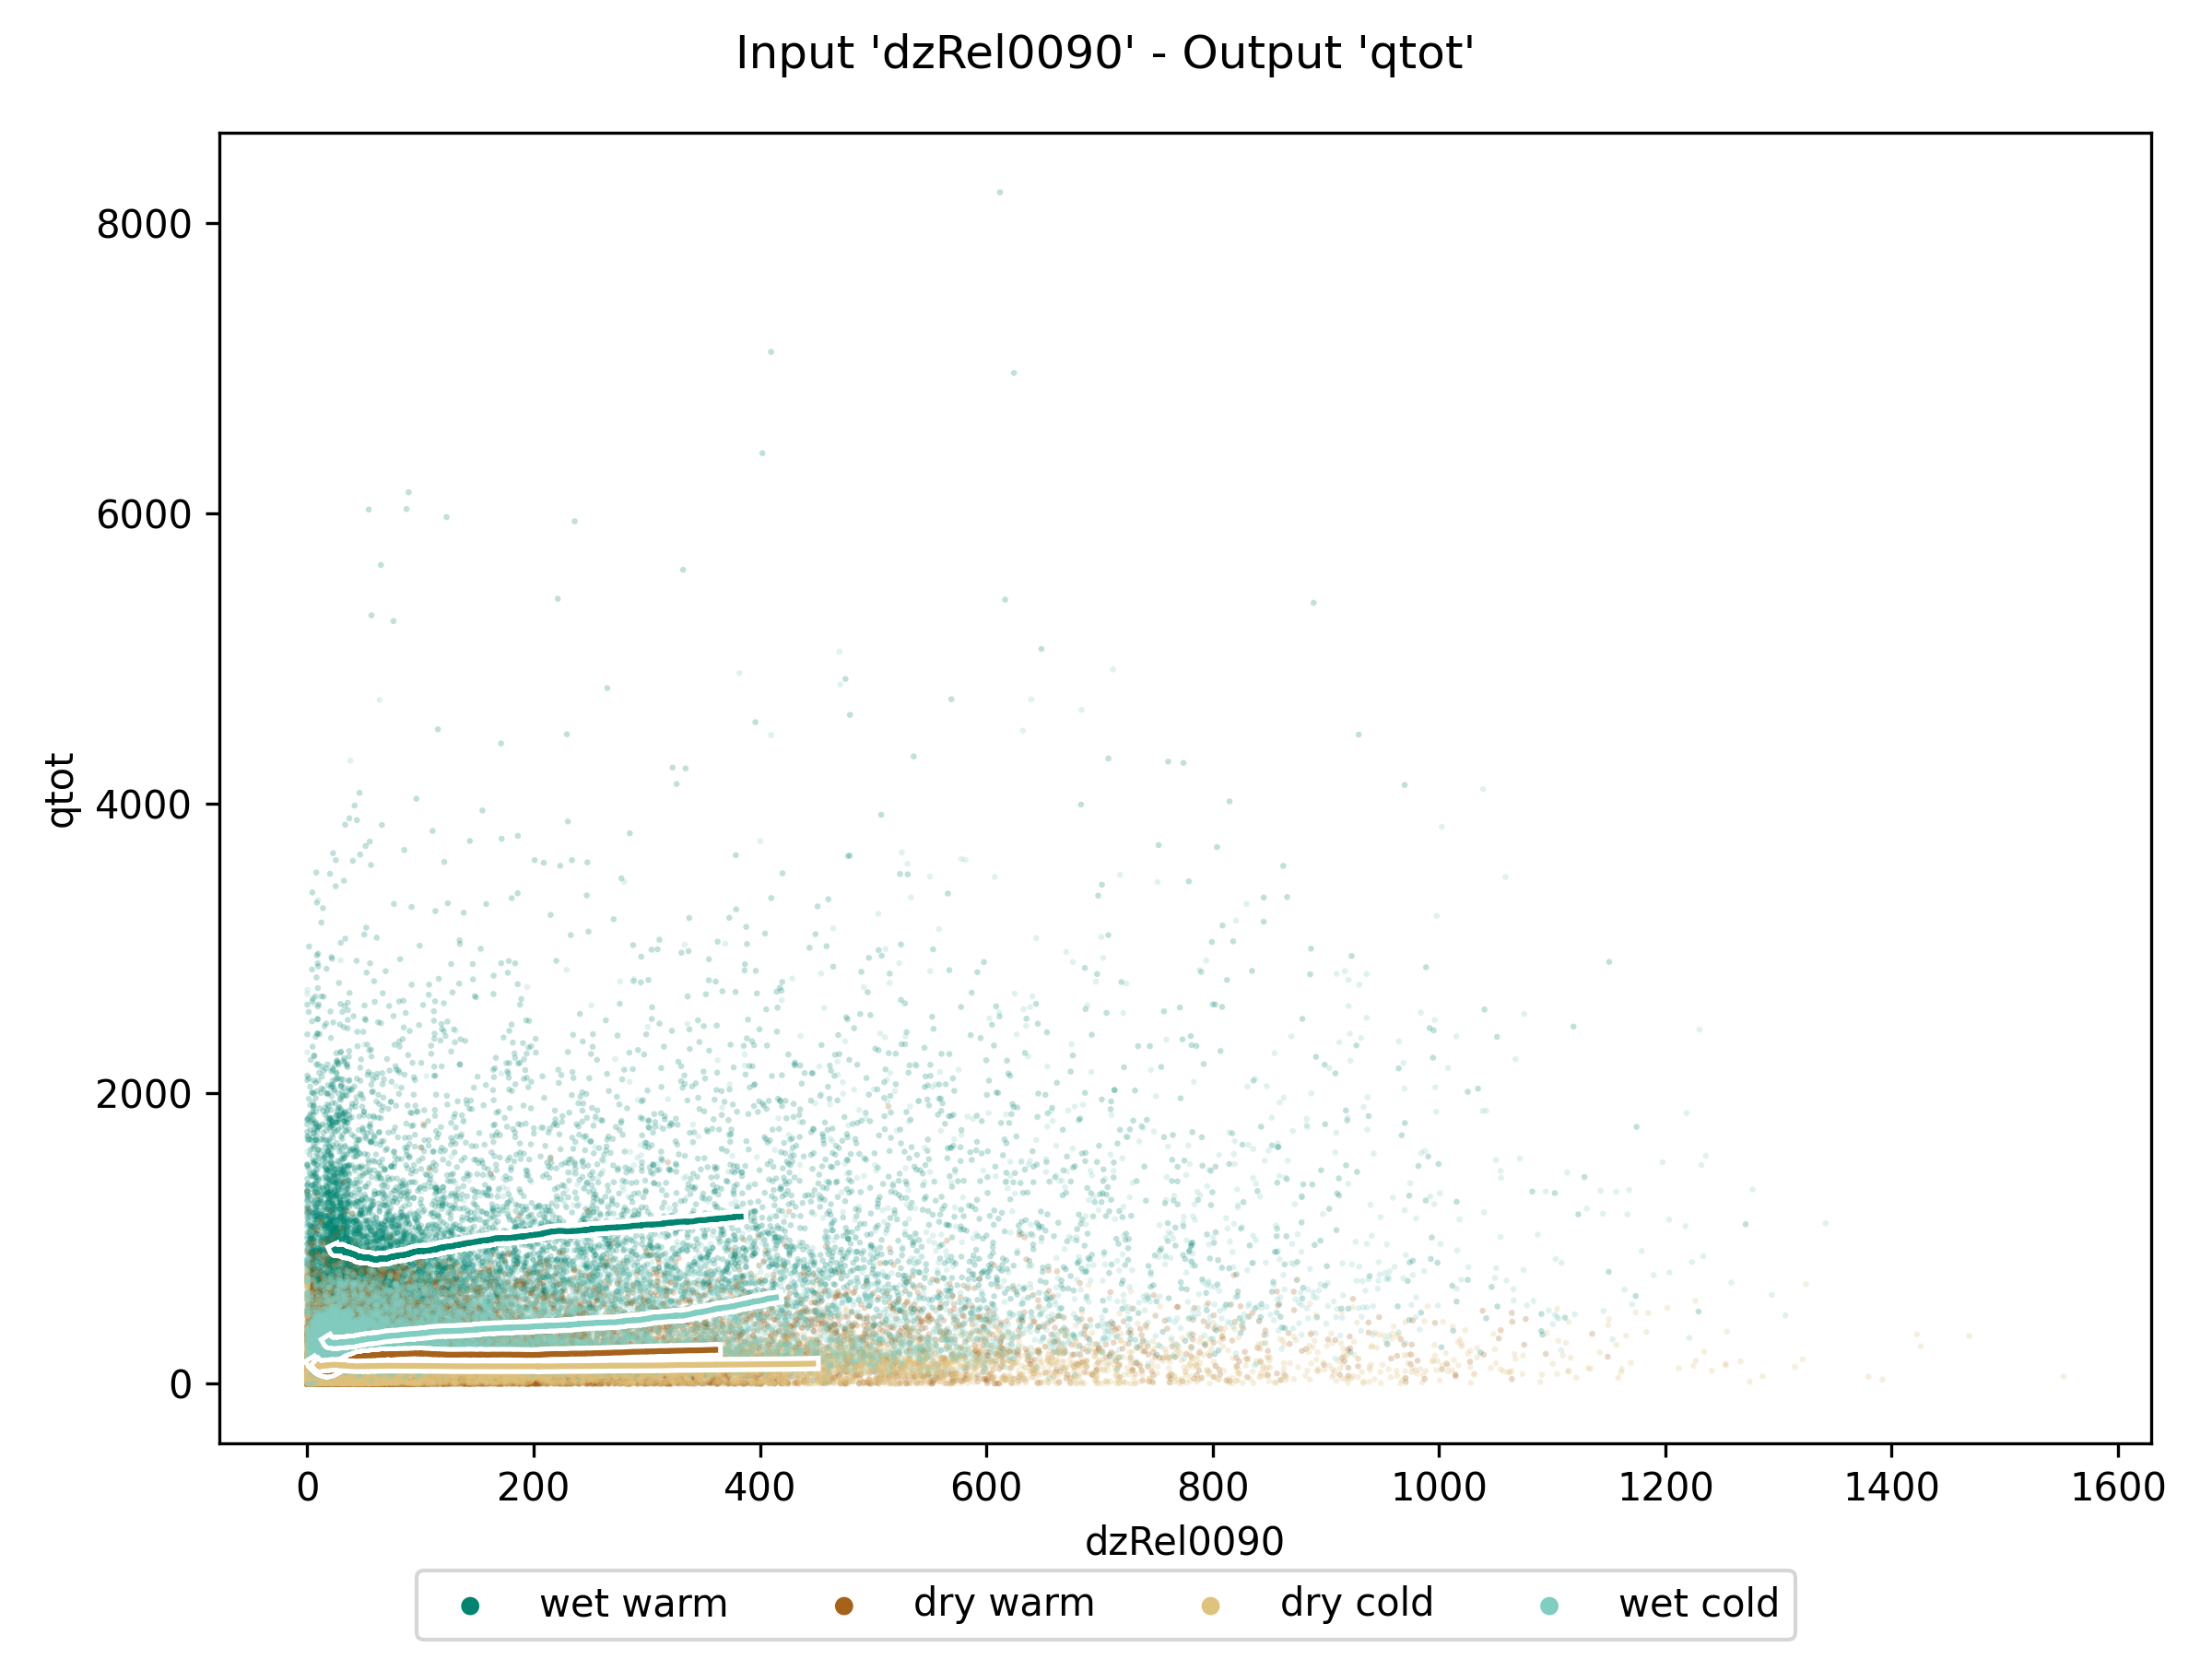 Input 'dzRel0090' - Output 'qtot'
8000
6000
4000
2000
0
qtot
0 200 400 600 800 1000 1200 1400 1600
dzRel0090
wet warm dry warm dry cold wet cold